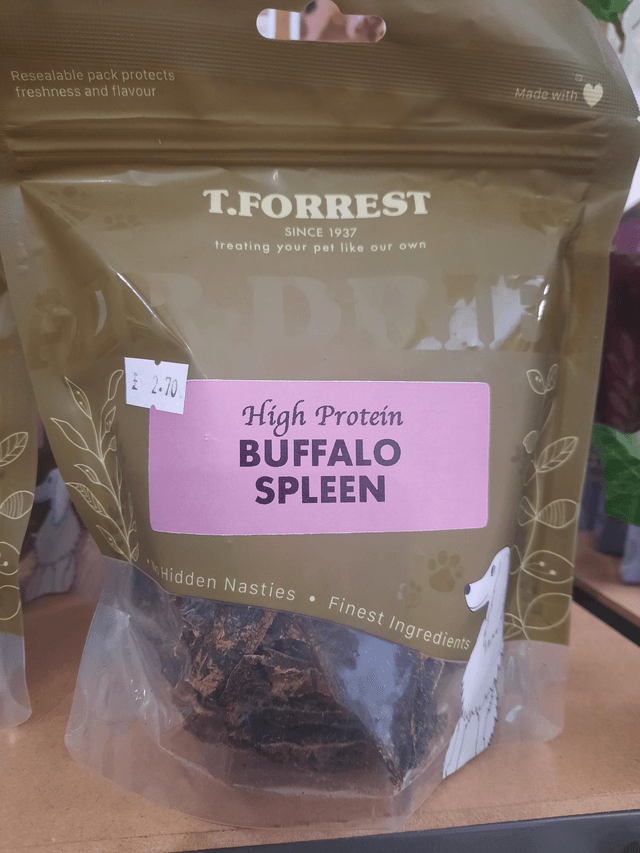 Resealable pack protects
freshness and flavour
Made with
T.FORREST
SINCE 1937
treating your pet like our own
£ 2.70
High Protein
BUFFALO
SPLEEN
No Hidden Nasties • Finest Ingredients